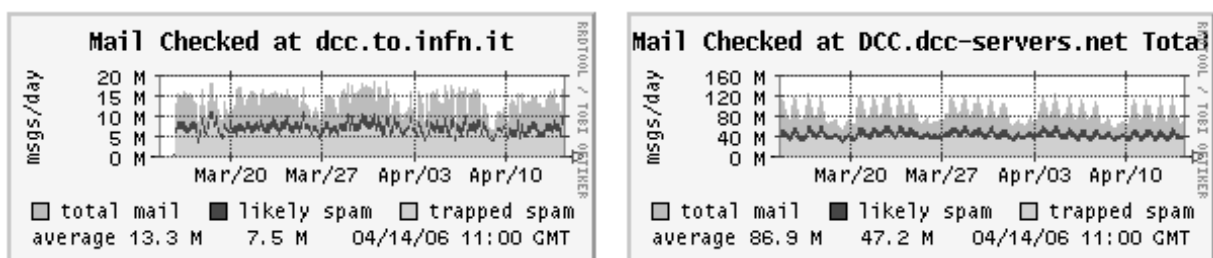 Mail Checked at dcc.to.infn.it
msgs/day
20 M
15 M
10 M
5 M
0 M
Mar/20 Mar/27 Apr/03 Apr/10
total mail likely spam trapped spam
average 13.3 M 7.5 M 04/14/06 11:00 GMT
RRDTOOL / TOBI OETIKER
Mail Checked at DCC.dcc-servers.net Total
msgs/day
160 M
120 M
80 M
40 M
0 M
Mar/20 Mar/27 Apr/03 Apr/10
total mail likely spam trapped spam
average 86.9 M 47.2 M 04/14/06 11:00 GMT
RRDTOOL / TOBI OETIKER